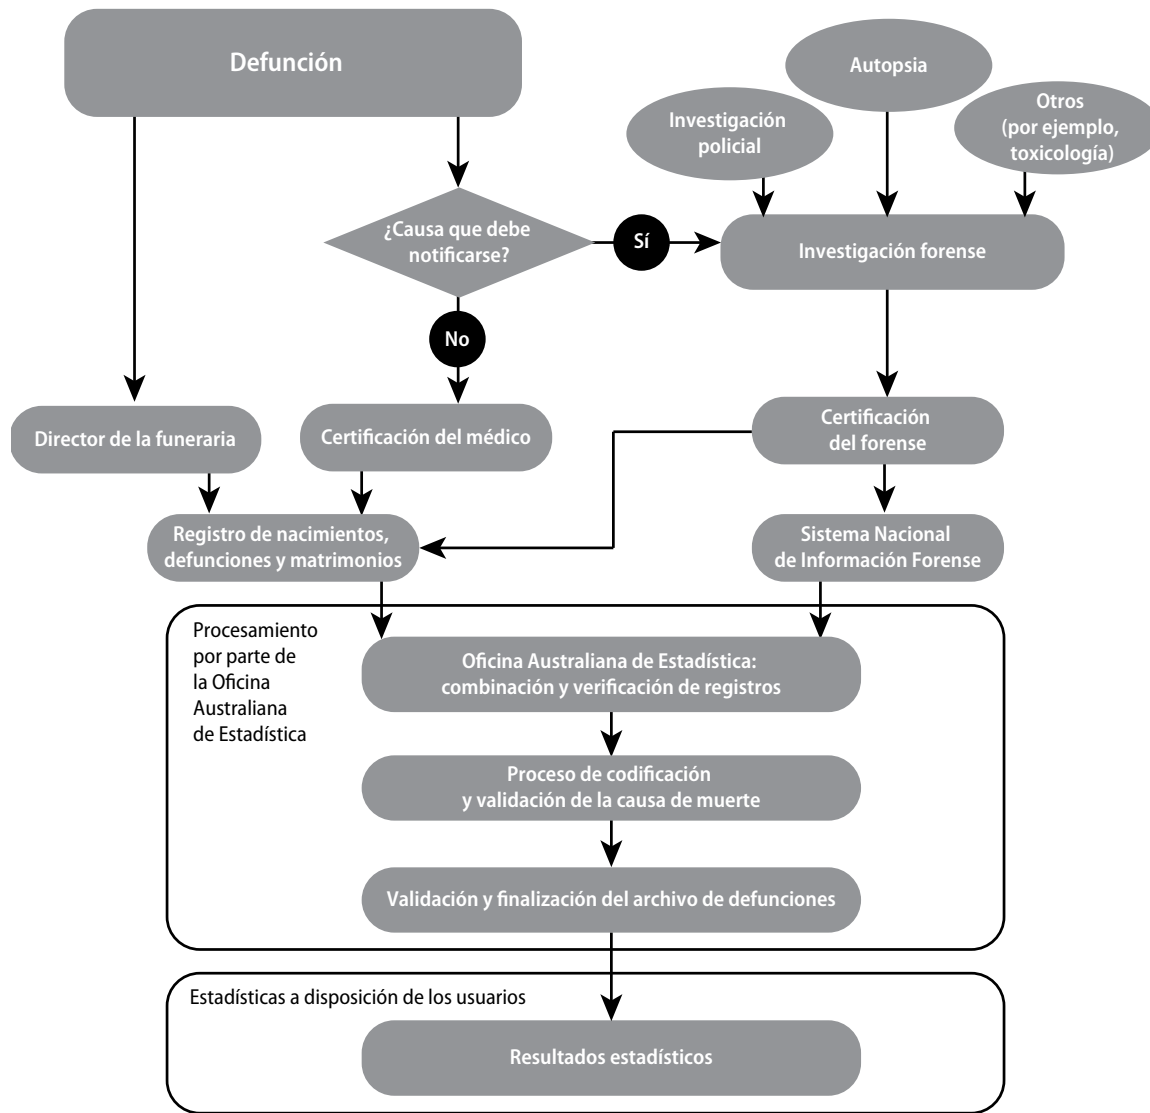 Defunción
Autopsia
Investigación
policial
Otros
(por ejemplo,
toxicología)
¿Causa que debe
notificarse?
Sí
Investigación forense
No
Director de la funeraria
Certificación del médico
Certificación
del forense
Registro de nacimientos,
defunciones y matrimonios
Sistema Nacional
de Información Forense
Procesamiento
por parte de
la Oficina
Australiana
de Estadística
Oficina Australiana de Estadística:
combinación y verificación de registros
Proceso de codificación
y validación de la causa de muerte
Validación y finalización del archivo de defunciones
Estadísticas a disposición de los usuarios
Resultados estadísticos